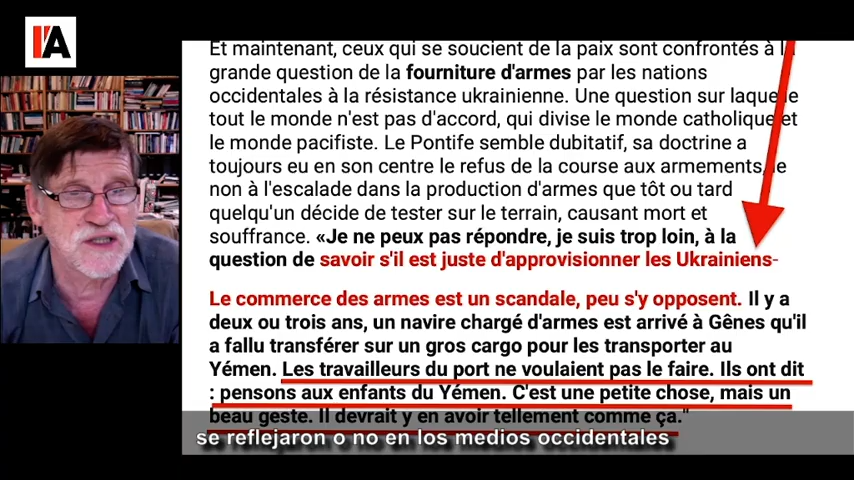 I'A
Et maintenant, ceux qui se soucient de la paix sont confrontés à la
grande question de la fourniture d'armes par les nations
occidentales à la résistance ukrainienne. Une question sur laquelle
tout le monde n'est pas d'accord, qui divise le monde catholique et
le monde pacifiste. Le Pontife semble dubitatif, sa doctrine a
toujours eu en son centre le refus de la course aux armements, le
non à l'escalade dans la production d'armes que tôt ou tard
quelqu'un décide de tester sur le terrain, causant mort et
souffrance. «Je ne peux pas répondre, je suis trop loin, à la
question de savoir s'il est juste d'approvisionner les Ukrainiens-
Le commerce des armes est un scandale, peu s'y opposent. Il y a
deux ou trois ans, un navire chargé d'armes est arrivé à Gênes qu'il
a fallu transférer sur un gros cargo pour les transporter au
Yémen. Les travailleurs du port ne voulaient pas le faire. Ils ont dit
: pensons aux enfants du Yémen. C'est une petite chose, mais un
beau geste. Il devrait y en avoir tellement comme ça."
se reflejaron o no en los medios occidentales